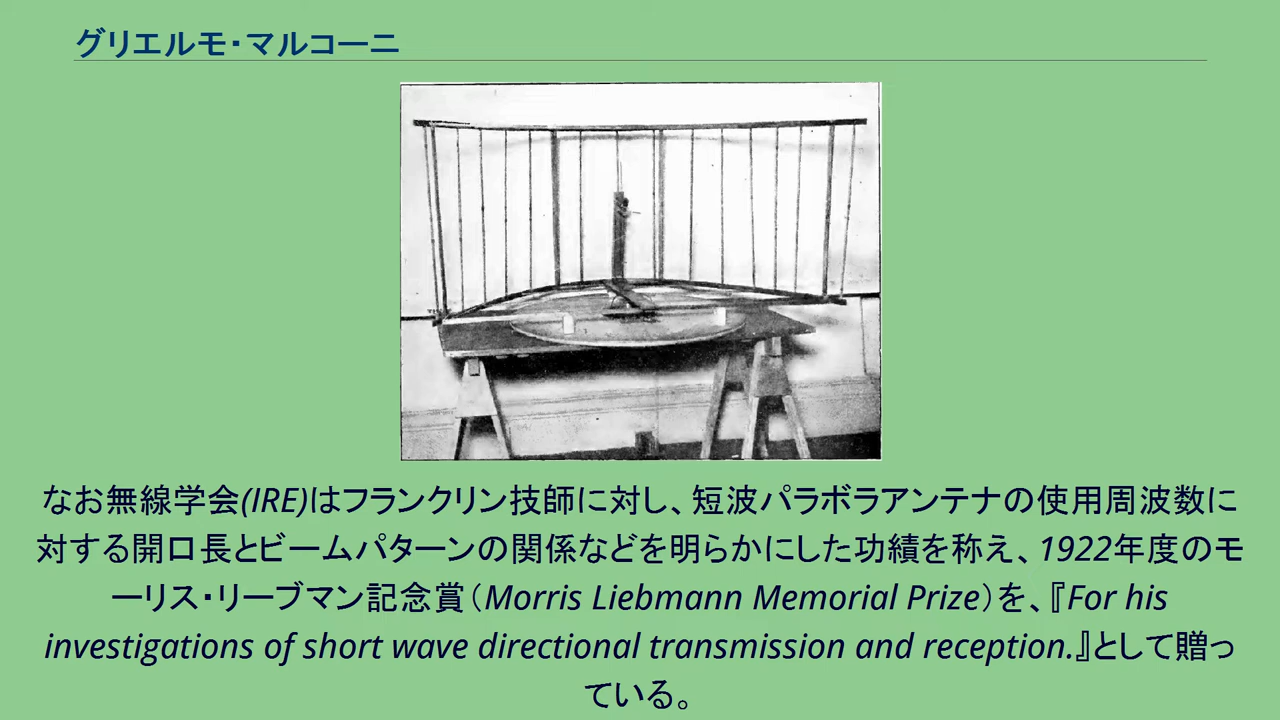 グリエルモ・マルコーニ
なお無線学会(IRE)はフランクリン技師に対し、短波パラボラアンテナの使用周波数に
対する開口長とビームパターンの関係などを明らかにした功績を称え、1922年度のモ
ーリス・リーブマン記念賞（Morris Liebmann Memorial Prize）を、『For his
investigations of short wave directional transmission and reception.』として贈っ
ている。